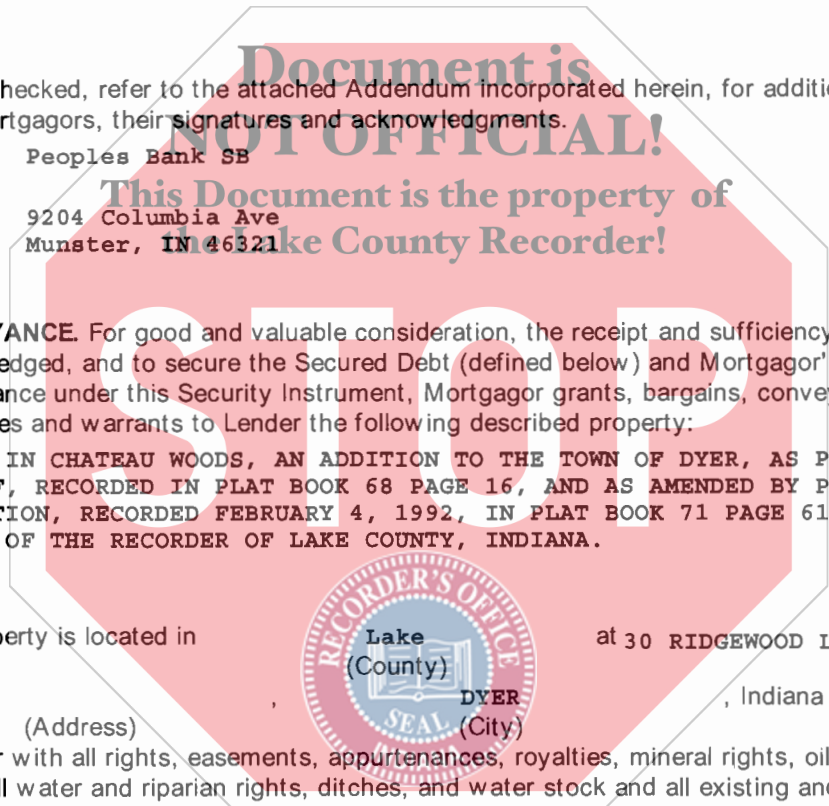 Document is
hecked, refer to the attached Addendum incorporated herein, for additi
rtgagors, their signatures and acknowledgments.
NOT OFFICIAL!
Peoples Bank SB
This Document is the property of
9204 Columbia Ave
Munster, IN 46321
the Lake County Recorder!
STOP
YANCE. For good and valuable consideration, the receipt and sufficiency
edged, and to secure the Secured Debt (defined below) and Mortgagor'
ance under this Security Instrument, Mortgagor grants, bargains, conve
es and warrants to Lender the following described property:
IN CHATEAU WOODS, AN ADDITION TO THE TOWN OF DYER, AS P
, RECORDED IN PLAT BOOK 68 PAGE 16, AND AS AMENDED BY P
TION, RECORDED FEBRUARY 4, 1992, IN PLAT BOOK 71 PAGE 61
OF THE RECORDER OF LAKE COUNTY, INDIANA.
RECORDER'S OFFICE
perty is located in Lake at 30 RIDGEWOOD L
(County)
, DYER , Indiana
(Address) (City)
SEAL
INDIANA
r with all rights, easements, appurtenances, royalties, mineral rights, oil
ll water and riparian rights, ditches, and water stock and all existing an